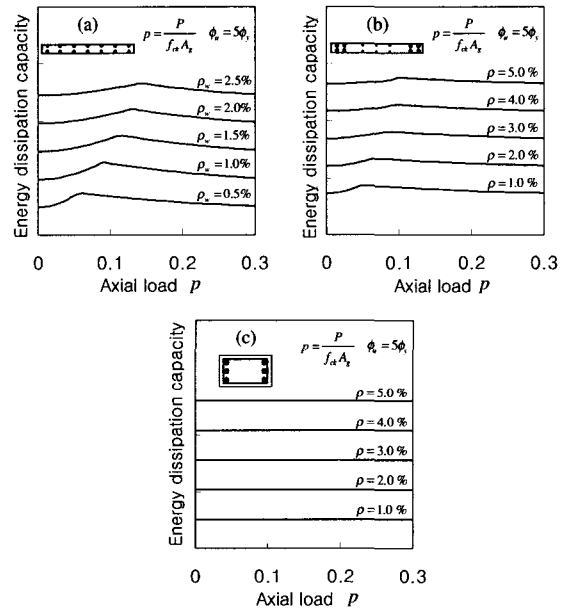 (a)
p = P / f_ck A_g
ϕ_u = 5ϕ_y
ρ_w = 2.5%
ρ_w = 2.0%
ρ_w = 1.5%
ρ_w = 1.0%
ρ_w = 0.5%
Energy dissipation capacity
0 0.1 0.2 0.3
Axial load p
(b)
p = P / f_ck A_g
ϕ_u = 5ϕ_y
ρ = 5.0 %
ρ = 4.0 %
ρ = 3.0 %
ρ = 2.0 %
ρ = 1.0 %
Energy dissipation capacity
0 0.1 0.2 0.3
Axial load p
(c)
p = P / f_ck A_g
ϕ_u = 5ϕ_y
ρ = 5.0 %
ρ = 4.0 %
ρ = 3.0 %
ρ = 2.0 %
ρ = 1.0 %
Energy dissipation capacity
0 0.1 0.2 0.3
Axial load p